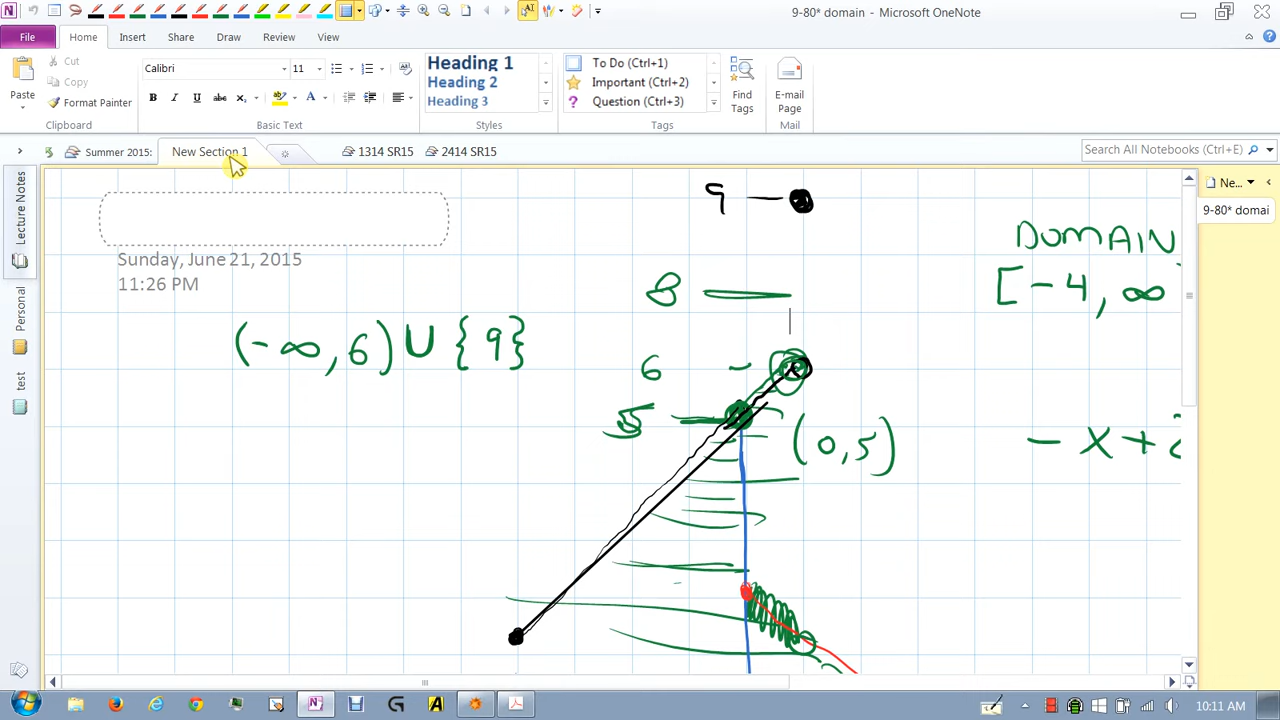 9-80* domain - Microsoft OneNote
File Home Insert Share Draw Review View
Cut
Copy
Paste Format Painter
Clipboard
Calibri 11
B I U abc X₂ ab A
Basic Text
Heading 1
Heading 2
Heading 3
Styles
To Do (Ctrl+1)
Important (Ctrl+2)
Question (Ctrl+3)
Tags
Find Tags
E-mail Page
Mail
Summer 2015: New Section 1 1314 SR15 2414 SR15 Search All Notebooks (Ctrl+E)
Lecture Notes
Personal
test
Ne...
9-80* domai
Sunday, June 21, 2015
11:26 PM
9
DOMAIN
[-4, ∞
8
(-∞, 6) U {9}
6
5
(0,5)
- x +
10:11 AM